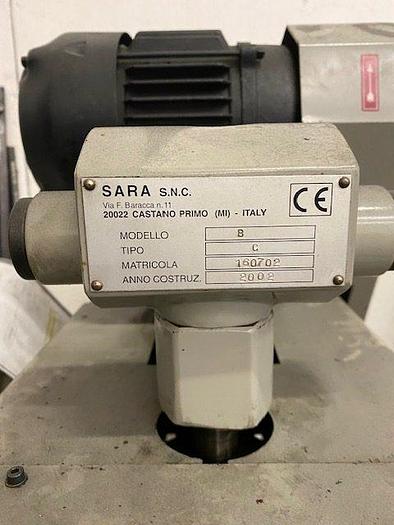 SARA S.N.C.
Via F. Baracca n. 11
20022 CASTANO PRIMO (MI) - ITALY
CE
MODELLO B
TIPO C
MATRICOLA 160702
ANNO COSTRUZ. 2002